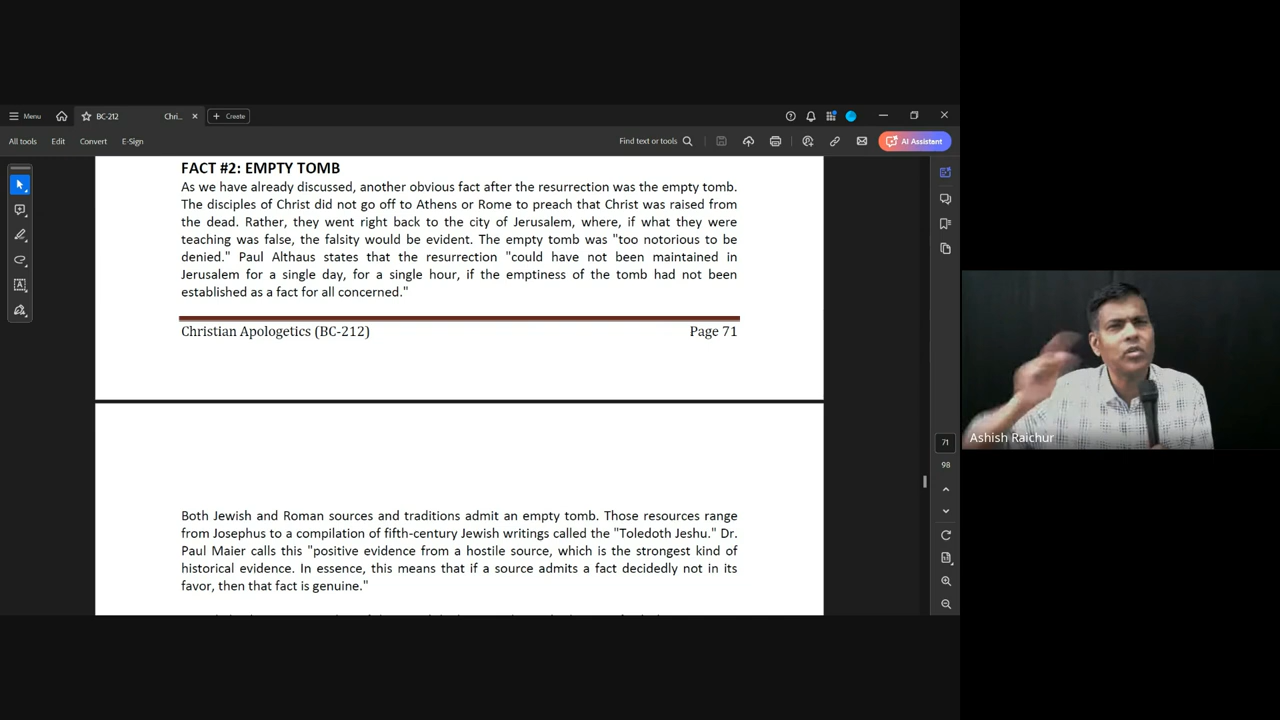 Menu
BC-212 Chri...
Create
All tools Edit Convert E-Sign
Find text or tools
AI Assistant
FACT #2: EMPTY TOMB
As we have already discussed, another obvious fact after the resurrection was the empty tomb.
The disciples of Christ did not go off to Athens or Rome to preach that Christ was raised from
the dead. Rather, they went right back to the city of Jerusalem, where, if what they were
teaching was false, the falsity would be evident. The empty tomb was "too notorious to be
denied." Paul Althaus states that the resurrection "could have not been maintained in
Jerusalem for a single day, for a single hour, if the emptiness of the tomb had not been
established as a fact for all concerned."
Christian Apologetics (BC-212) Page 71
Both Jewish and Roman sources and traditions admit an empty tomb. Those resources range
from Josephus to a compilation of fifth-century Jewish writings called the "Toledoth Jeshu." Dr.
Paul Maier calls this "positive evidence from a hostile source, which is the strongest kind of
historical evidence. In essence, this means that if a source admits a fact decidedly not in its
favor, then that fact is genuine."
71
98
Ashish Raichur